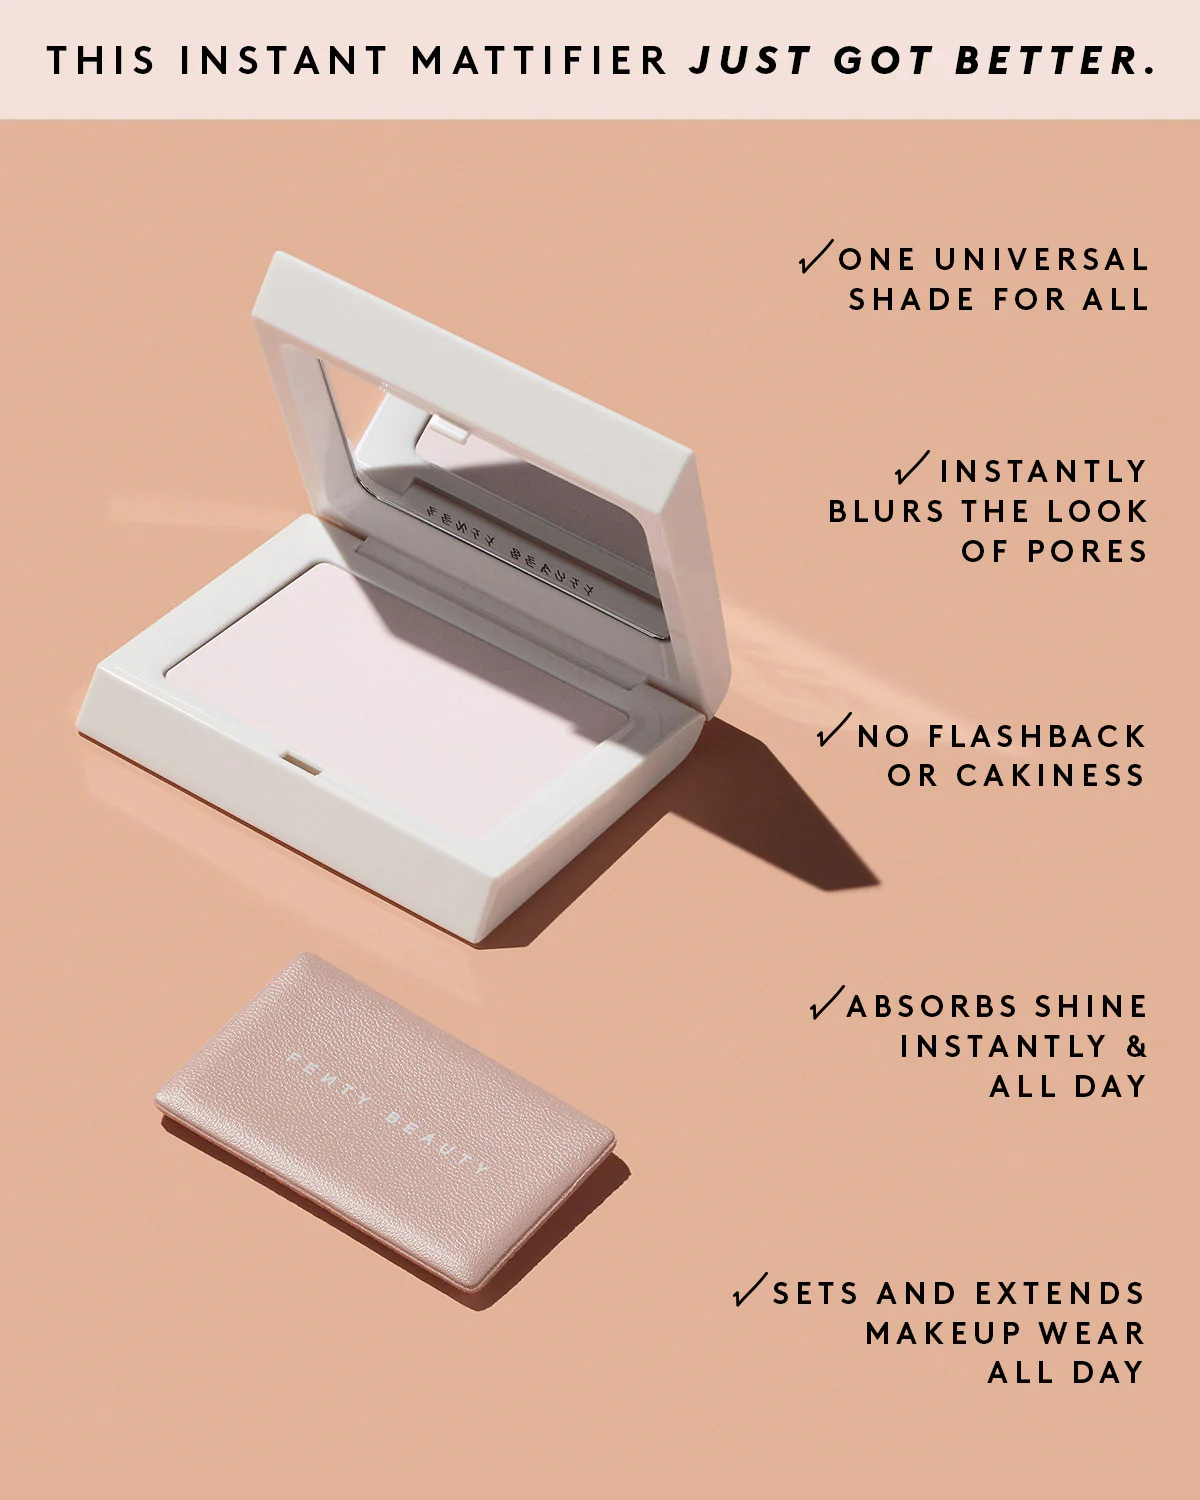 THIS INSTANT MATTIFIER JUST GOT BETTER.
ONE UNIVERSAL
SHADE FOR ALL
INSTANTLY
BLURS THE LOOK
OF PORES
FENTY BEAUTY
NO FLASHBACK
OR CAKINESS
ABSORBS SHINE
INSTANTLY &
ALL DAY
FENTY BEAUTY
SETS AND EXTENDS
MAKEUP WEAR
ALL DAY